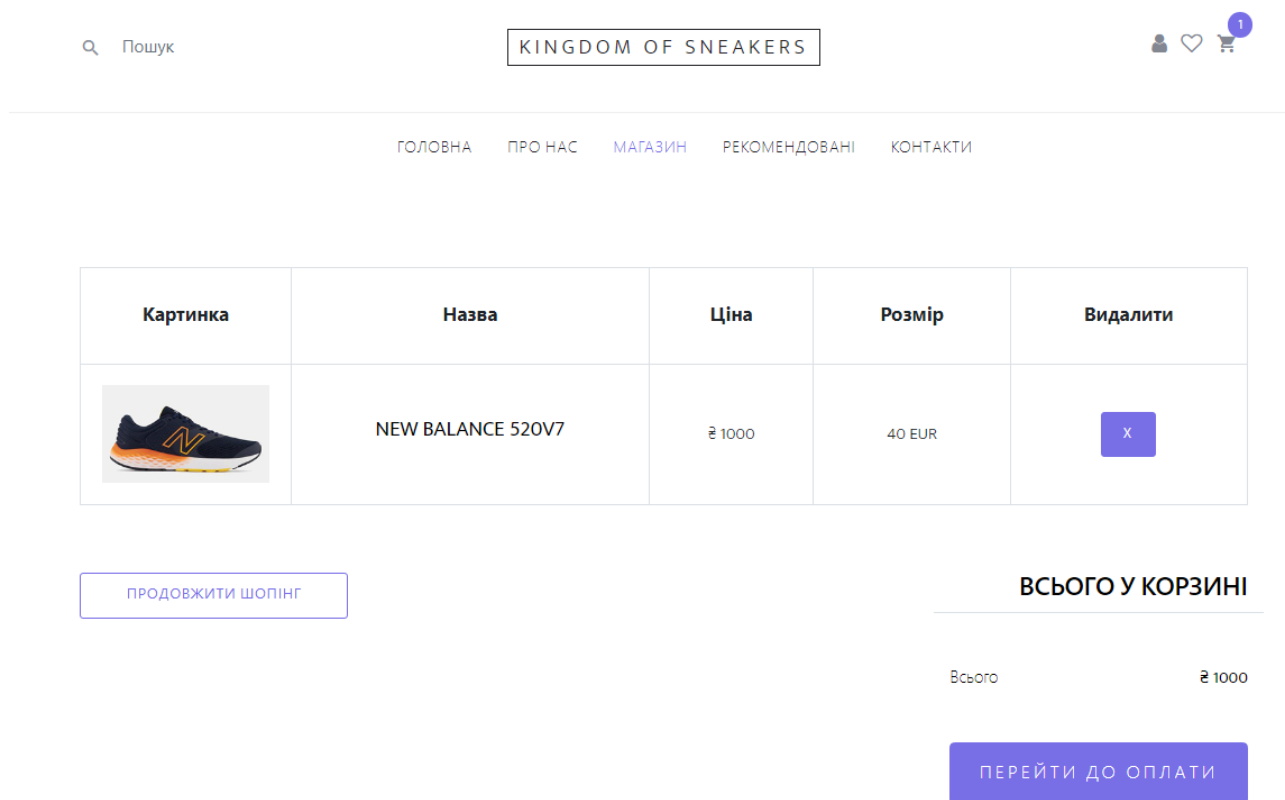 Пошук
KINGDOM OF SNEAKERS
1
ГОЛОВНА ПРО НАС МАГАЗИН РЕКОМЕНДОВАНІ КОНТАКТИ
Картинка Назва Ціна Розмір Видалити
NEW BALANCE 520V7 ₴ 1000 40 EUR X
ПРОДОВЖИТИ ШОПІНГ
ВСЬОГО У КОРЗИНІ
Всього ₴ 1000
ПЕРЕЙТИ ДО ОПЛАТИ